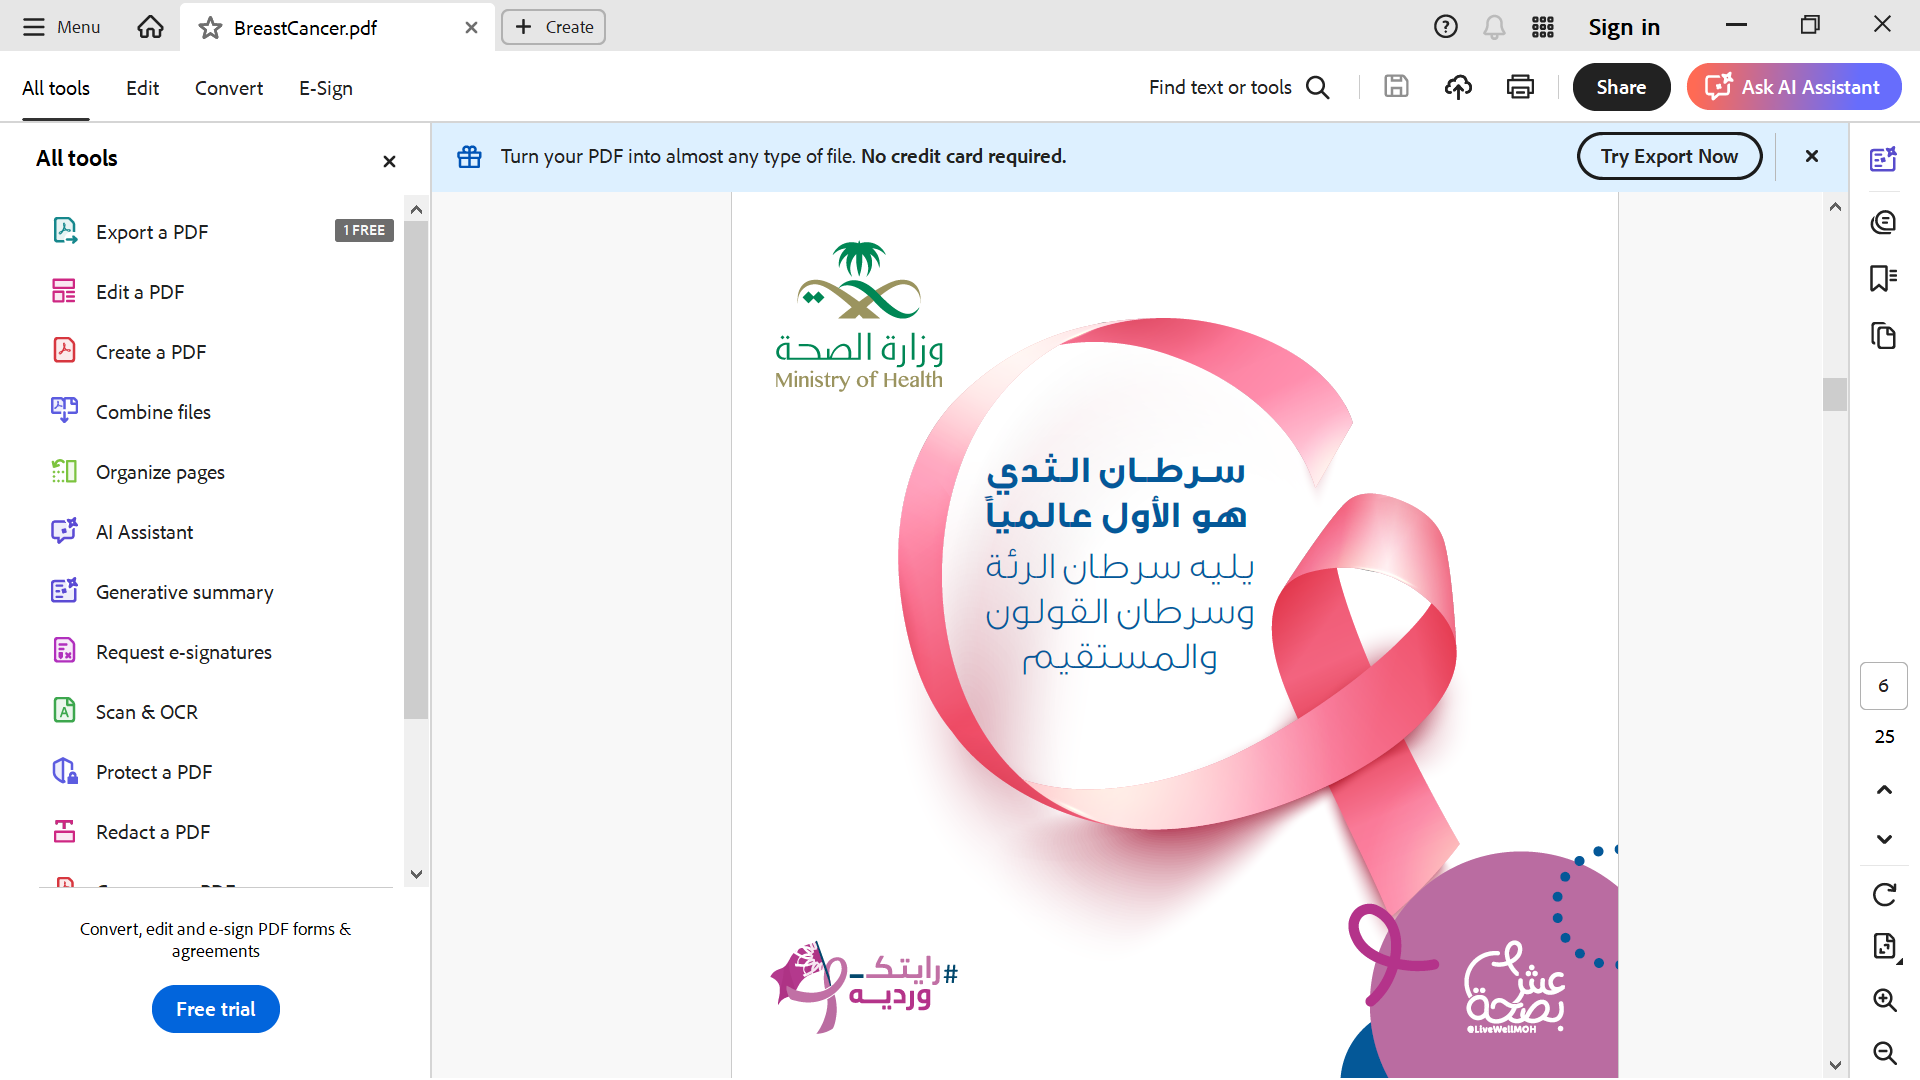 Menu
BreastCancer.pdf
Create
Sign in
All tools
Edit
Convert
E-Sign
Find text or tools
Share
Ask AI Assistant
All tools
Export a PDF
1 FREE
Edit a PDF
Create a PDF
Combine files
Organize pages
AI Assistant
Generative summary
Request e-signatures
Scan & OCR
Protect a PDF
Redact a PDF
Convert, edit and e-sign PDF forms &
agreements
Free trial
Turn your PDF into almost any type of file. No credit card required.
Try Export Now
وزارة الصحة
Ministry of Health
سرطان الثدي
هو الأول عالمياً
يليه سرطان الرئة
وسرطان القولون
والمستقيم
#رايتك_
ورديه
عش
بصحة
@LiveWellMOH
6
25